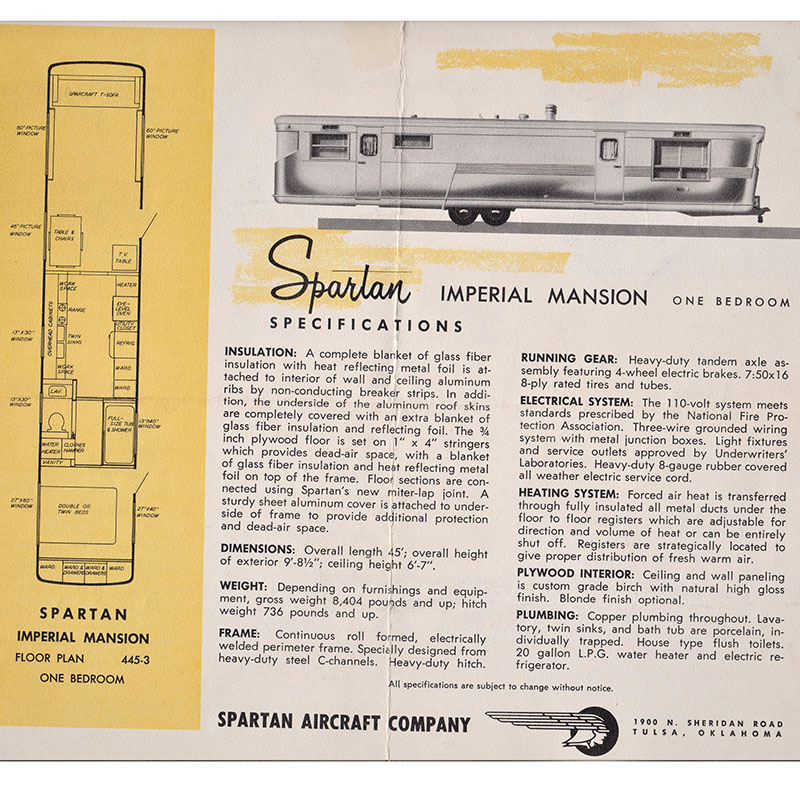 SPARCRAFT T-SOFA
60" PICTURE
WINDOW
60" PICTURE
WINDOW
46" PICTURE
WINDOW
TABLE &
CHAIRS
T.V.
TABLE
WORK
SPACE
HEATER
OVERHEAD CABINETS
RANGE
EYE-
LEVEL
OVEN
UTILITY
CLOSET
13"X30"
WINDOW
TWIN
SINKS
REFRIG.
WORK
SPACE
WARD.
WARD.
LAV.
13"X30"
WINDOW
FULL-
SIZE TUB
& SHOWER
13"X40"
WINDOW
WATER
HEATER
CLOTHES
HAMPER
VANITY
27"X60"
WINDOW
DOUBLE OR
TWIN BEDS
27"X40"
WINDOW
WARD.
WARD &
DRAWERS
WARD &
DRAWERS
WARD.
SPARTAN
IMPERIAL MANSION
FLOOR PLAN 445-3
ONE BEDROOM
Spartan IMPERIAL MANSION ONE BEDROOM
SPECIFICATIONS
INSULATION: A complete blanket of glass fiber
insulation with heat reflecting metal foil is at-
tached to interior of wall and ceiling aluminum
ribs by non-conducting breaker strips. In addi-
tion, the underside of the aluminum roof skins
are completely covered with an extra blanket of
glass fiber insulation and reflecting foil. The ¾
inch plywood floor is set on 1" x 4" stringers
which provides dead-air space, with a blanket
of glass fiber insulation and heat reflecting metal
foil on top of the frame. Floor sections are con-
nected using Spartan's new miter-lap joint. A
sturdy sheet aluminum cover is attached to under-
side of frame to provide additional protection
and dead-air space.
DIMENSIONS: Overall length 45'; overall height
of exterior 9'-8½"; ceiling height 6'-7".
WEIGHT: Depending on furnishings and equip-
ment, gross weight 8,404 pounds and up; hitch
weight 736 pounds and up.
FRAME: Continuous roll formed, electrically
welded perimeter frame. Specially designed from
heavy-duty steel C-channels. Heavy-duty hitch.
RUNNING GEAR: Heavy-duty tandem axle as-
sembly featuring 4-wheel electric brakes. 7:50x16
8-ply rated tires and tubes.
ELECTRICAL SYSTEM: The 110-volt system meets
standards prescribed by the National Fire Pro-
tection Association. Three-wire grounded wiring
system with metal junction boxes. Light fixtures
and service outlets approved by Underwriters'
Laboratories. Heavy-duty 8-gauge rubber covered
all weather electric service cord.
HEATING SYSTEM: Forced air heat is transferred
through fully insulated all metal ducts under the
floor to floor registers which are adjustable for
direction and volume of heat or can be entirely
shut off. Registers are strategically located to
give proper distribution of fresh warm air.
PLYWOOD INTERIOR: Ceiling and wall paneling
is custom grade birch with natural high gloss
finish. Blonde finish optional.
PLUMBING: Copper plumbing throughout. Lava-
tory, twin sinks, and bath tub are porcelain, in-
dividually trapped. House type flush toilets.
20 gallon L.P.G. water heater and electric re-
frigerator.
All specifications are subject to change without notice.
SPARTAN AIRCRAFT COMPANY
1900 N. SHERIDAN ROAD
TULSA, OKLAHOMA